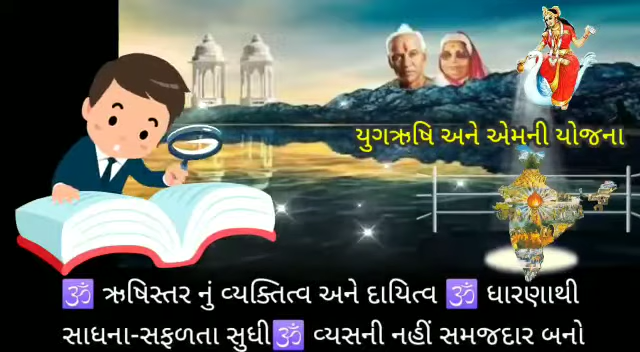 યુગઋષિ અને એમની યોજના
🕉 ઋષિસ્તર નું વ્યક્તિત્વ અને દાયિત્વ 🕉 ધારણાથી
સાધના-સફળતા સુધી🕉 વ્યસની નહીં સમજદાર બનો